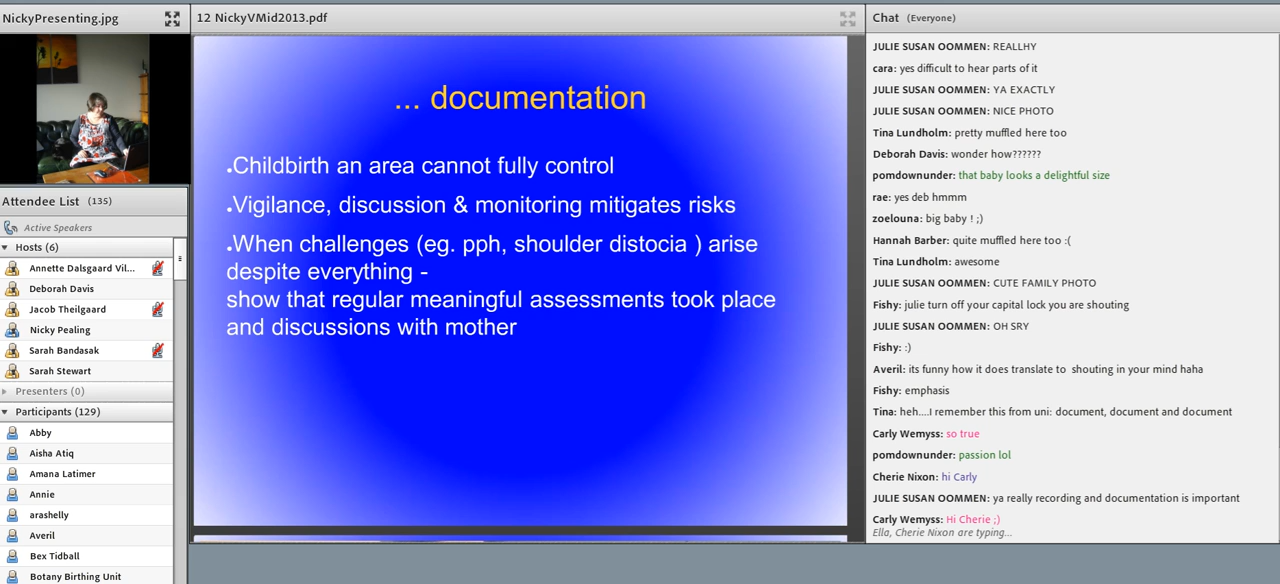 NickyPresenting.jpg
Attendee List (135)
Active Speakers
Hosts (6)
Annette Dalsgaard Vil...
Deborah Davis
Jacob Theilgaard
Nicky Pealing
Sarah Bandasak
Sarah Stewart
Presenters (0)
Participants (129)
Abby
Aisha Atiq
Amana Latimer
Annie
arashelly
Averil
Bex Tidball
Botany Birthing Unit
12 NickyVMid2013.pdf
... documentation
.Childbirth an area cannot fully control
.Vigilance, discussion & monitoring mitigates risks
.When challenges (eg. pph, shoulder distocia ) arise
despite everything -
show that regular meaningful assessments took place
and discussions with mother
Chat (Everyone)
JULIE SUSAN OOMMEN: REALLHY
cara: yes difficult to hear parts of it
JULIE SUSAN OOMMEN: YA EXACTLY
JULIE SUSAN OOMMEN: NICE PHOTO
Tina Lundholm: pretty muffled here too
Deborah Davis: wonder how??????
pomdownunder: that baby looks a delightful size
rae: yes deb hmmm
zoelouna: big baby ! ;)
Hannah Barber: quite muffled here too :(
Tina Lundholm: awesome
JULIE SUSAN OOMMEN: CUTE FAMILY PHOTO
Fishy: julie turn off your capital lock you are shouting
JULIE SUSAN OOMMEN: OH SRY
Fishy: :)
Averil: its funny how it does translate to  shouting in your mind haha
Fishy: emphasis
Tina: heh....I remember this from uni: document, document and document
Carly Wemyss: so true
pomdownunder: passion lol
Cherie Nixon: hi Carly
JULIE SUSAN OOMMEN: ya really recording and documentation is important
Carly Wemyss: Hi Cherie ;)
Ella, Cherie Nixon are typing...